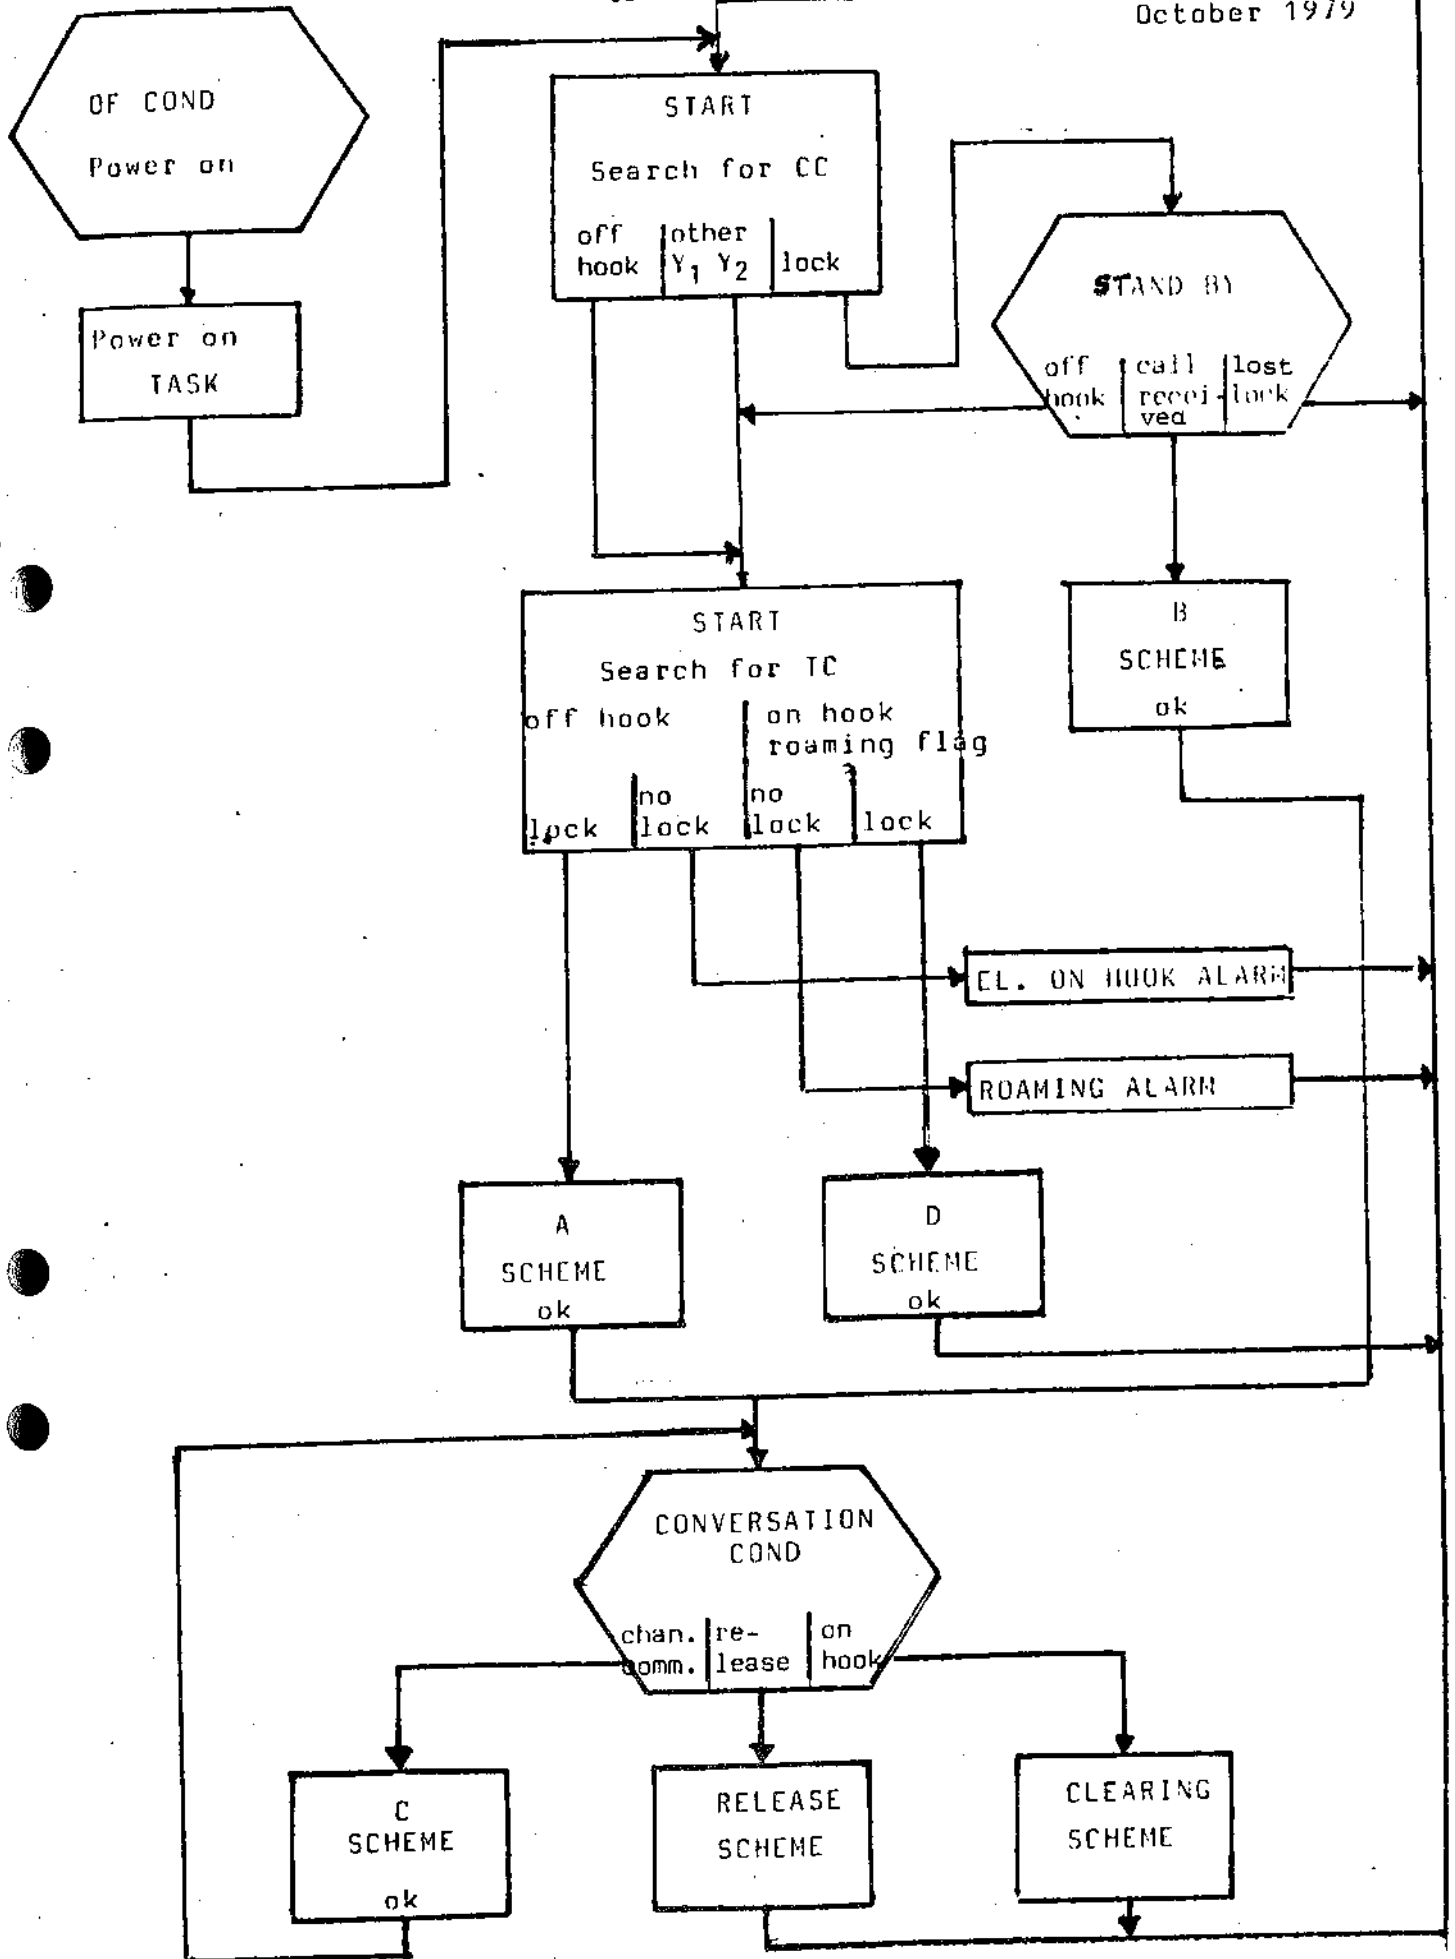 October 1979
OF COND
Power on
Power on
TASK
START
Search for CC
off
hook
other
Y1 Y2
lock
STAND BY
off
hook
call
recei-
ved
lost
lock
START
Search for TC
off hook
on hook
roaming flag
lock
no
lock
no
lock
lock
B
SCHEME
ok
EL. ON HOOK ALARM
ROAMING ALARM
A
SCHEME
ok
D
SCHEME
ok
CONVERSATION
COND
chan.
comm.
re-
lease
on
hook
C
SCHEME
ok
RELEASE
SCHEME
CLEARING
SCHEME